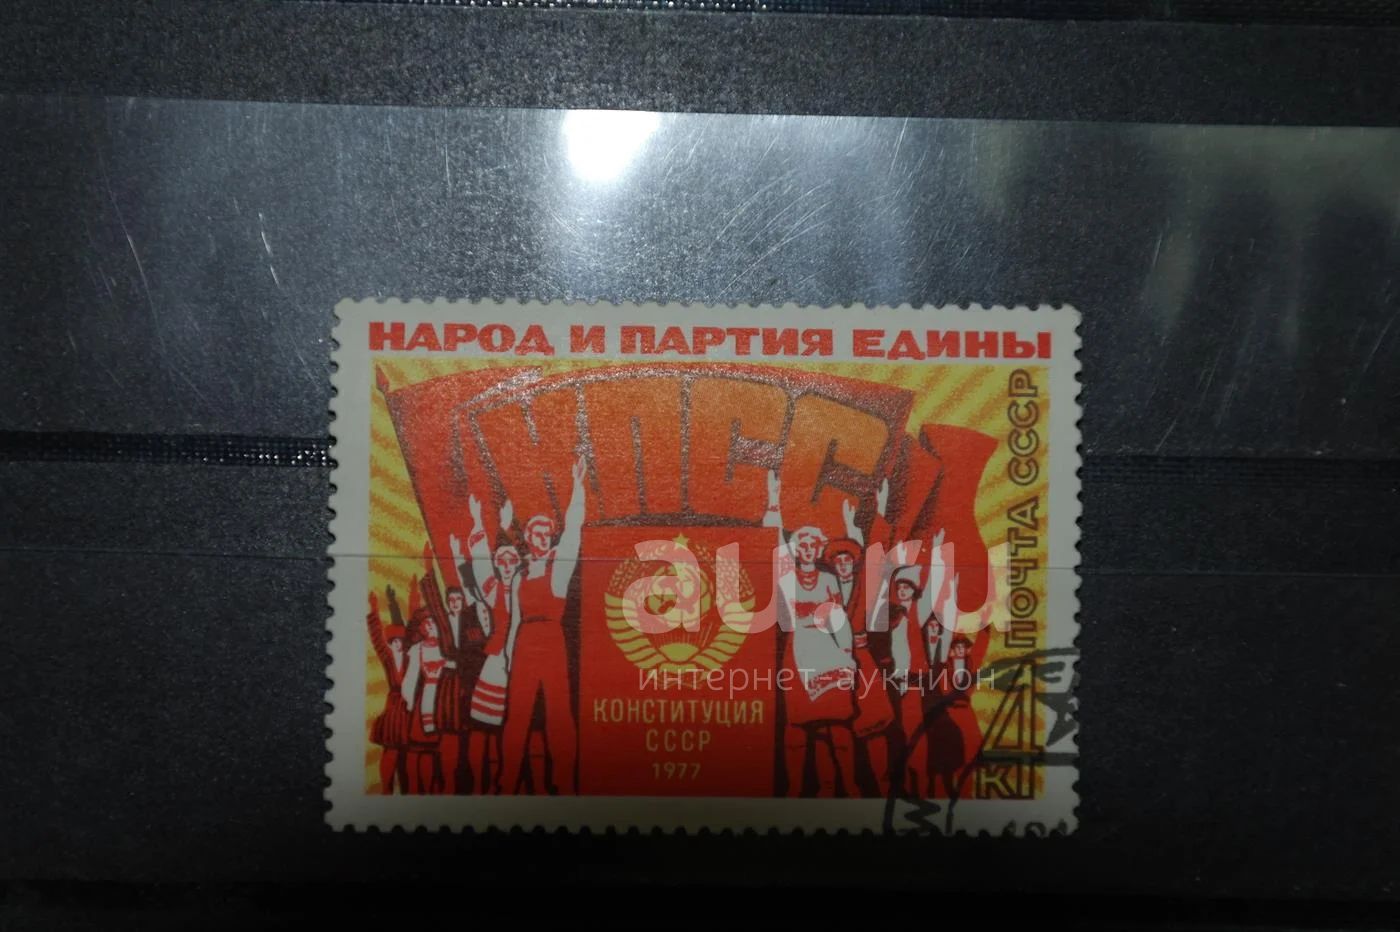 НАРОД И ПАРТИЯ ЕДИНЫ
КПСС
ПОЧТА СССР
КОНСТИТУЦИЯ
СССР
1977
4
К
au.ru
интернет-аукцион